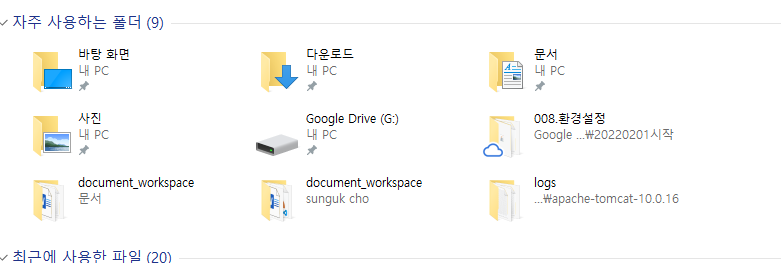 자주 사용하는 폴더 (9)
바탕 화면
내 PC
다운로드
내 PC
문서
내 PC
사진
내 PC
Google Drive (G:)
내 PC
008.환경설정
Google ...₩20220201시작
document_workspace
문서
document_workspace
sunguk cho
logs
...₩apache-tomcat-10.0.16
최근에 사용한 파일 (20)